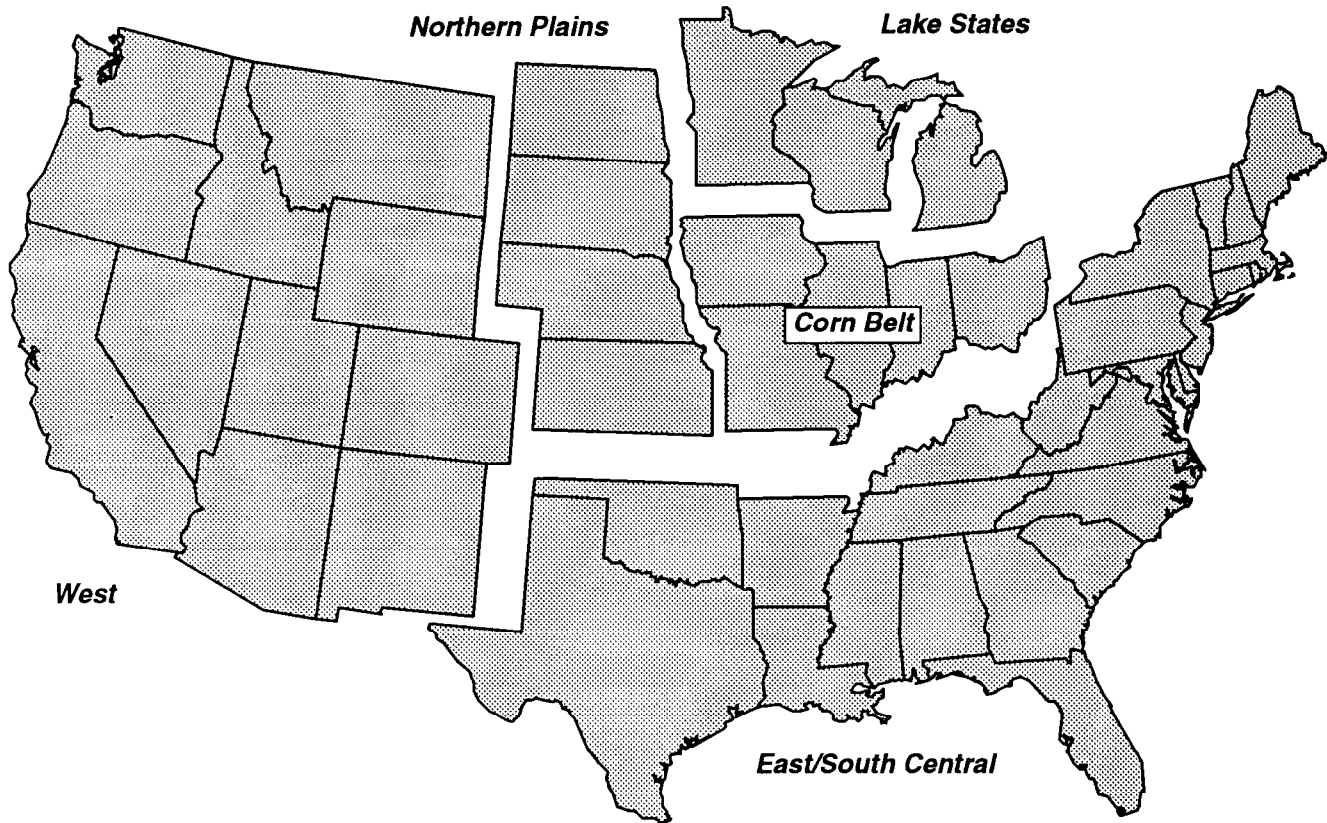 Northern Plains
Lake States
Corn Belt
West
East/South Central